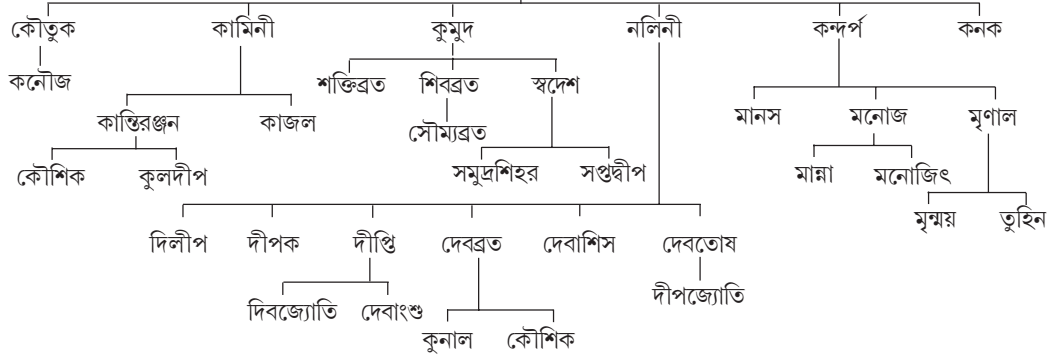 কৌতুক কামিনী কুমুদ নলিনী কন্দর্প কনক
কনৌজ শক্তিব্রত শিবব্রত স্বদেশ
মানস মনোজ মৃণাল
কান্তিরঞ্জন কাজল সৌম্যব্রত
কৌশিক কুলদীপ সমুদ্রশিহর সপ্তদ্বীপ মান্না মনোজিৎ
মৃন্ময় তুহিন
দিলীপ দীপক দীপ্তি দেবব্রত দেবাশিস দেবতোষ
দিবজ্যোতি দেবাংশু দীপজ্যোতি
কুনাল কৌশিক